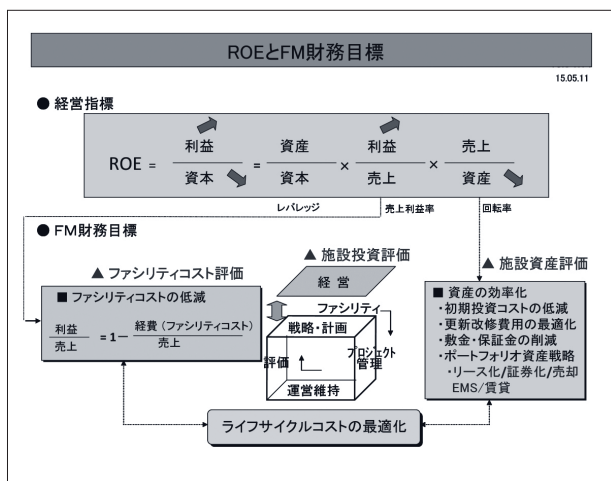 ROEとFM財務目標
15.05.11
● 経営指標
ROE = 利益/資本 = 資産/資本 × 利益/売上 × 売上/資産
レバレッジ 売上利益率 回転率
● FM財務目標
▲ ファシリティコスト評価
■ ファシリティコストの低減
利益/売上 = 1 − 経費(ファシリティコスト)/売上
▲ 施設投資評価
経 営
ファシリティ
戦略・計画
評価
プロジェクト
管理
運営維持
▲ 施設資産評価
■ 資産の効率化
・初期投資コストの低減
・更新改修費用の最適化
・敷金・保証金の削減
・ポートフォリオ資産戦略
・リース化/証券化/売却
EMS/賃貸
ライフサイクルコストの最適化